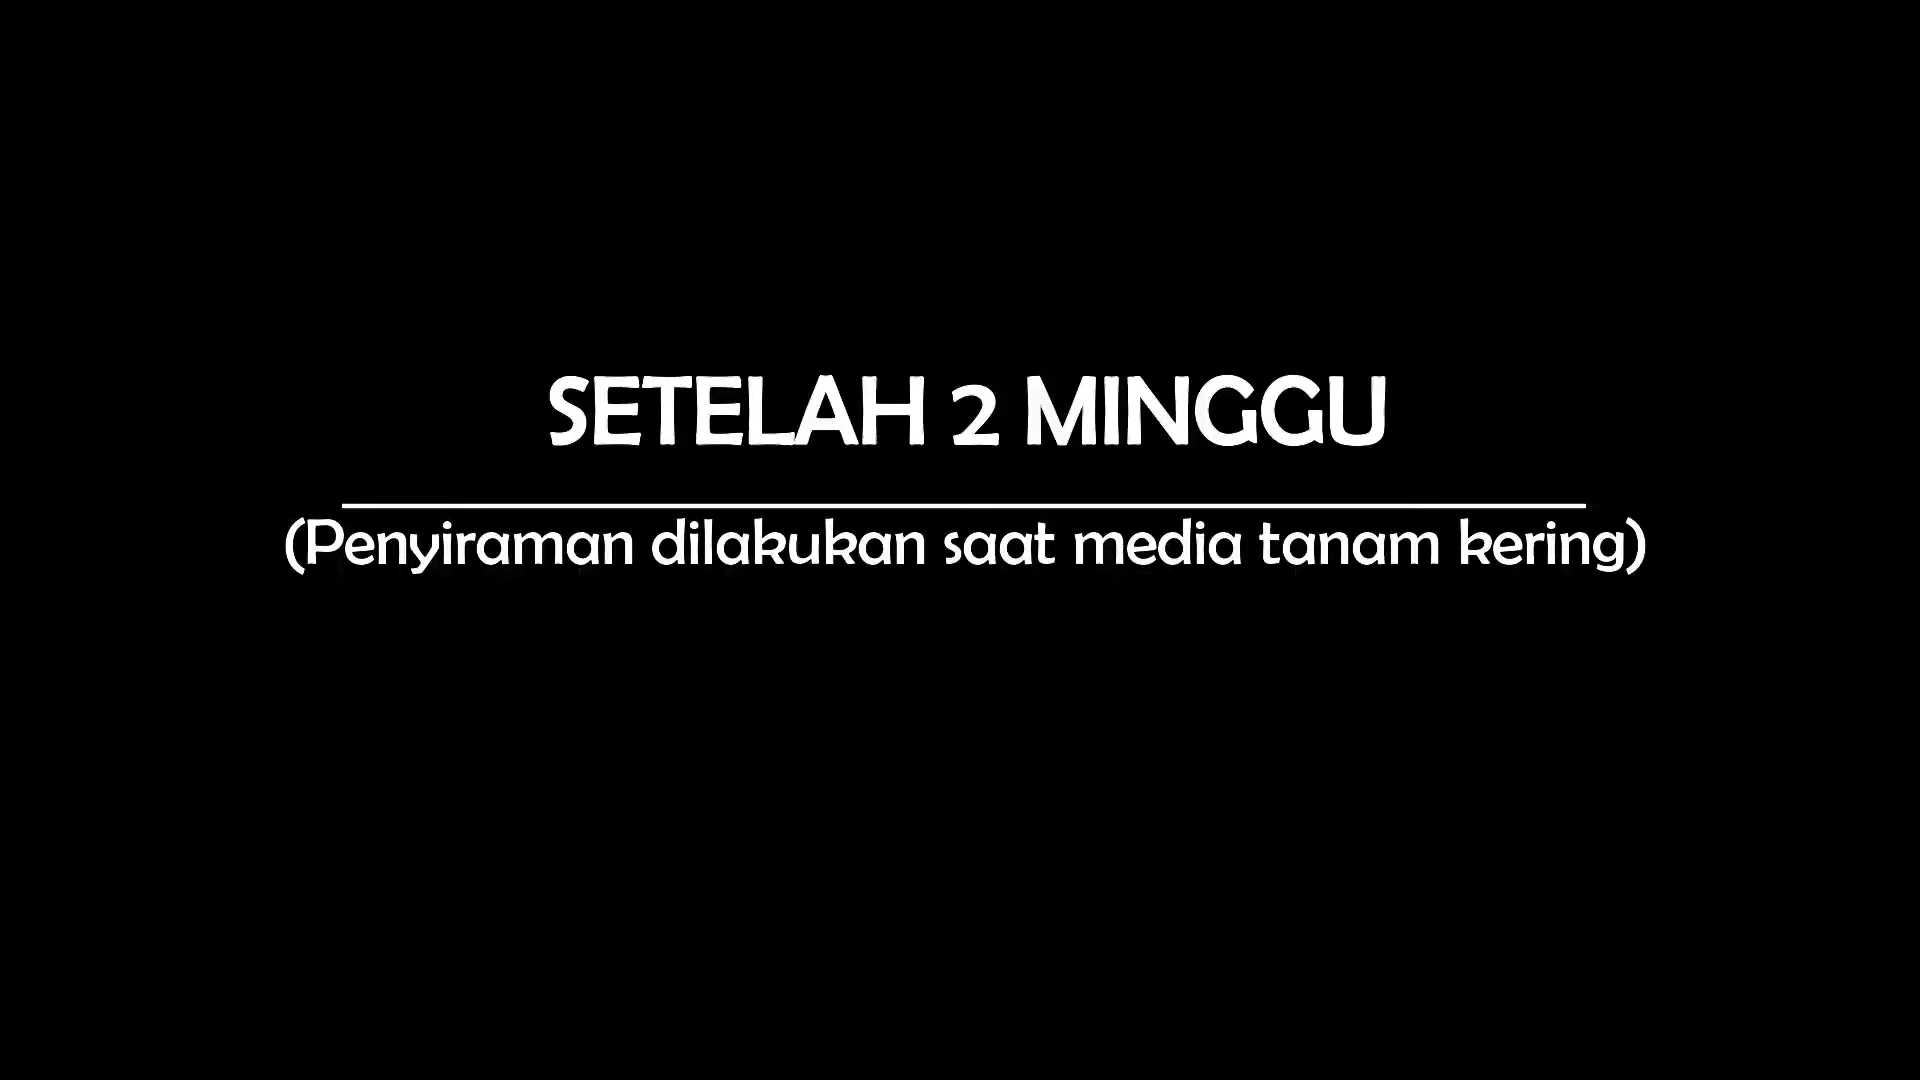 SETELAH 2 MINGGU
(Penyiraman dilakukan saat media tanam kering)